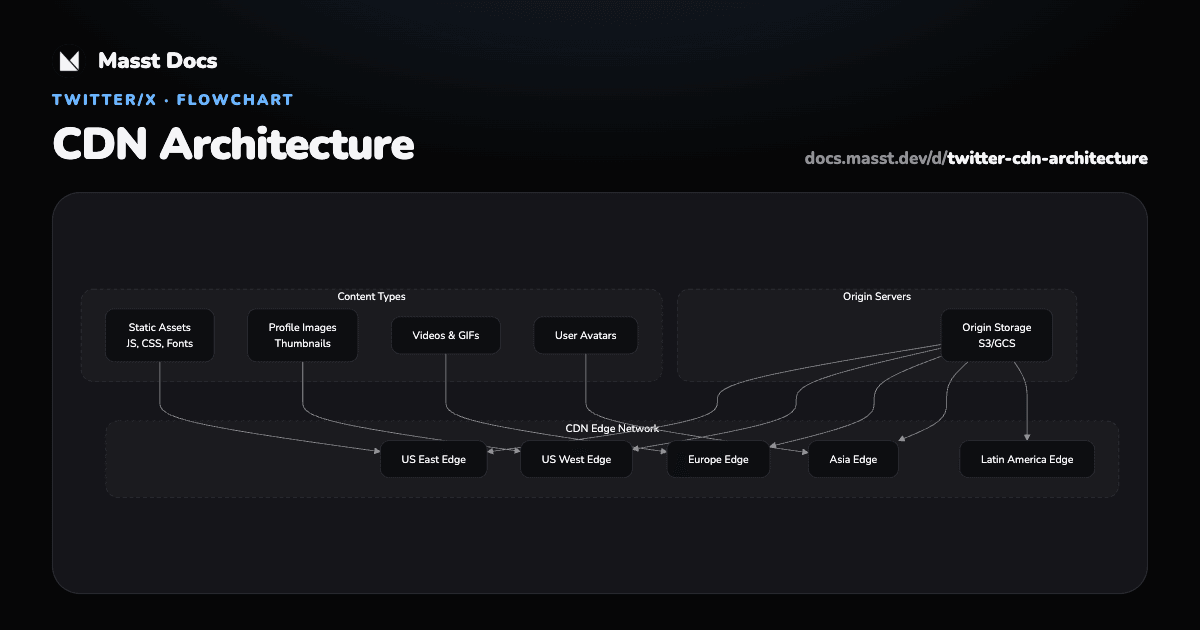 Masst Docs
TWITTER/X · FLOWCHART
CDN Architecture
docs.masst.dev/d/twitter-cdn-architecture
Content Types
Static Assets
JS, CSS, Fonts
Profile Images
Thumbnails
Videos & GIFs
User Avatars
Origin Servers
Origin Storage
S3/GCS
CDN Edge Network
US East Edge
US West Edge
Europe Edge
Asia Edge
Latin America Edge